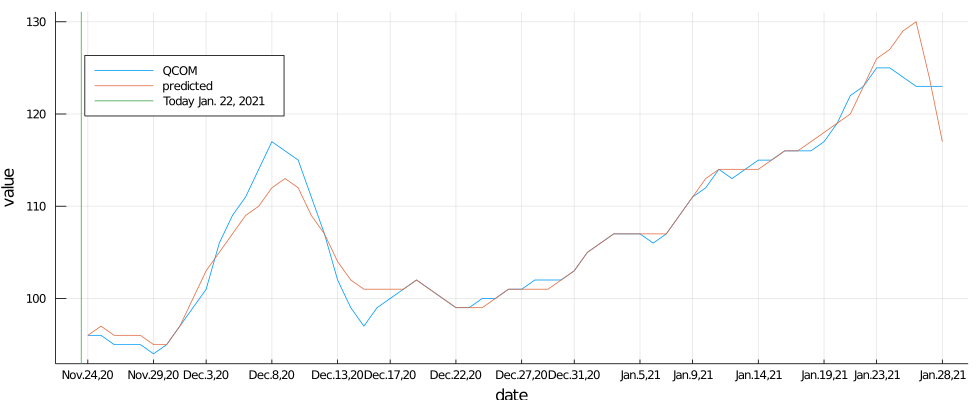 130
120
110
100
value
QCOM
predicted
Today Jan. 22, 2021
Nov.24,20 Nov.29,20 Dec.3,20 Dec.8,20 Dec.13,20 Dec.17,20 Dec.22,20 Dec.27,20 Dec.31,20 Jan.5,21 Jan.9,21 Jan.14,21 Jan.19,21 Jan.23,21 Jan.28,21
date